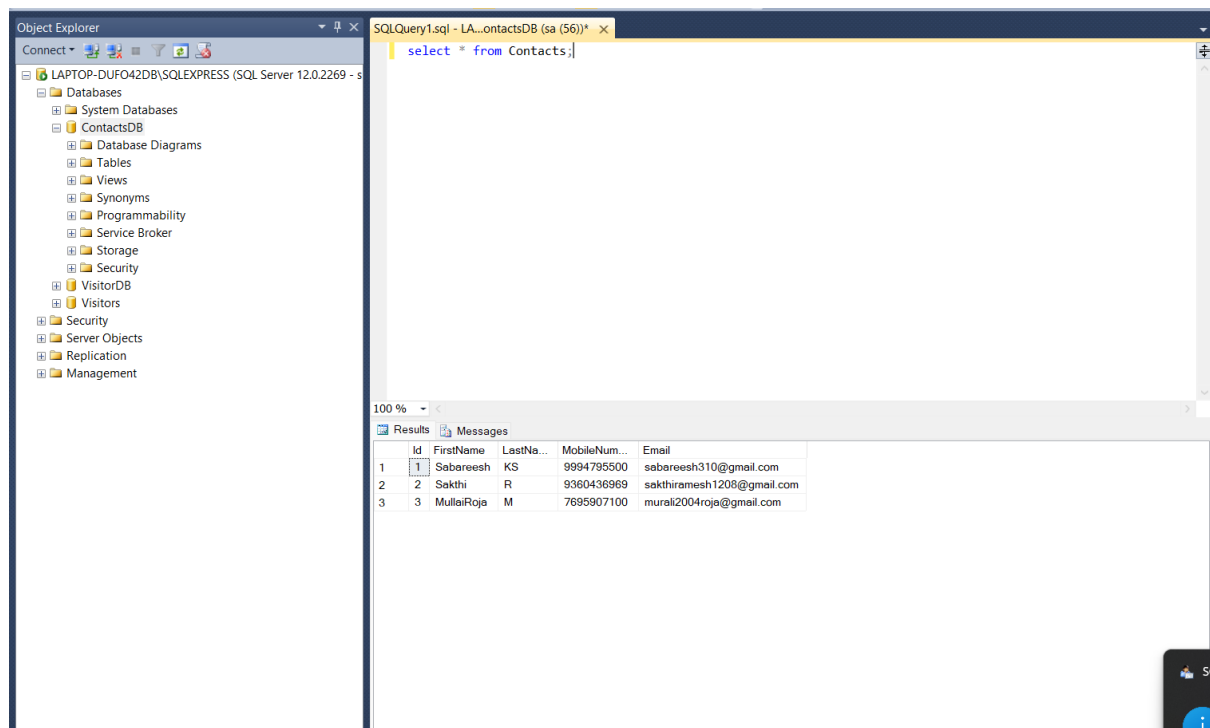 Object Explorer
Connect
LAPTOP-DUFO42DB\SQLEXPRESS (SQL Server 12.0.2269 - s
Databases
System Databases
ContactsDB
Database Diagrams
Tables
Views
Synonyms
Programmability
Service Broker
Storage
Security
VisitorDB
Visitors
Security
Server Objects
Replication
Management
SQLQuery1.sql - LA...ontactsDB (sa (56))*
select * from Contacts;
100 %
Results Messages
Id FirstName LastNa... MobileNum... Email
1 1 Sabareesh KS 9994795500 sabareesh310@gmail.com
2 2 Sakthi R 9360436969 sakthiramesh1208@gmail.com
3 3 MullaiRoja M 7695907100 murali2004roja@gmail.com